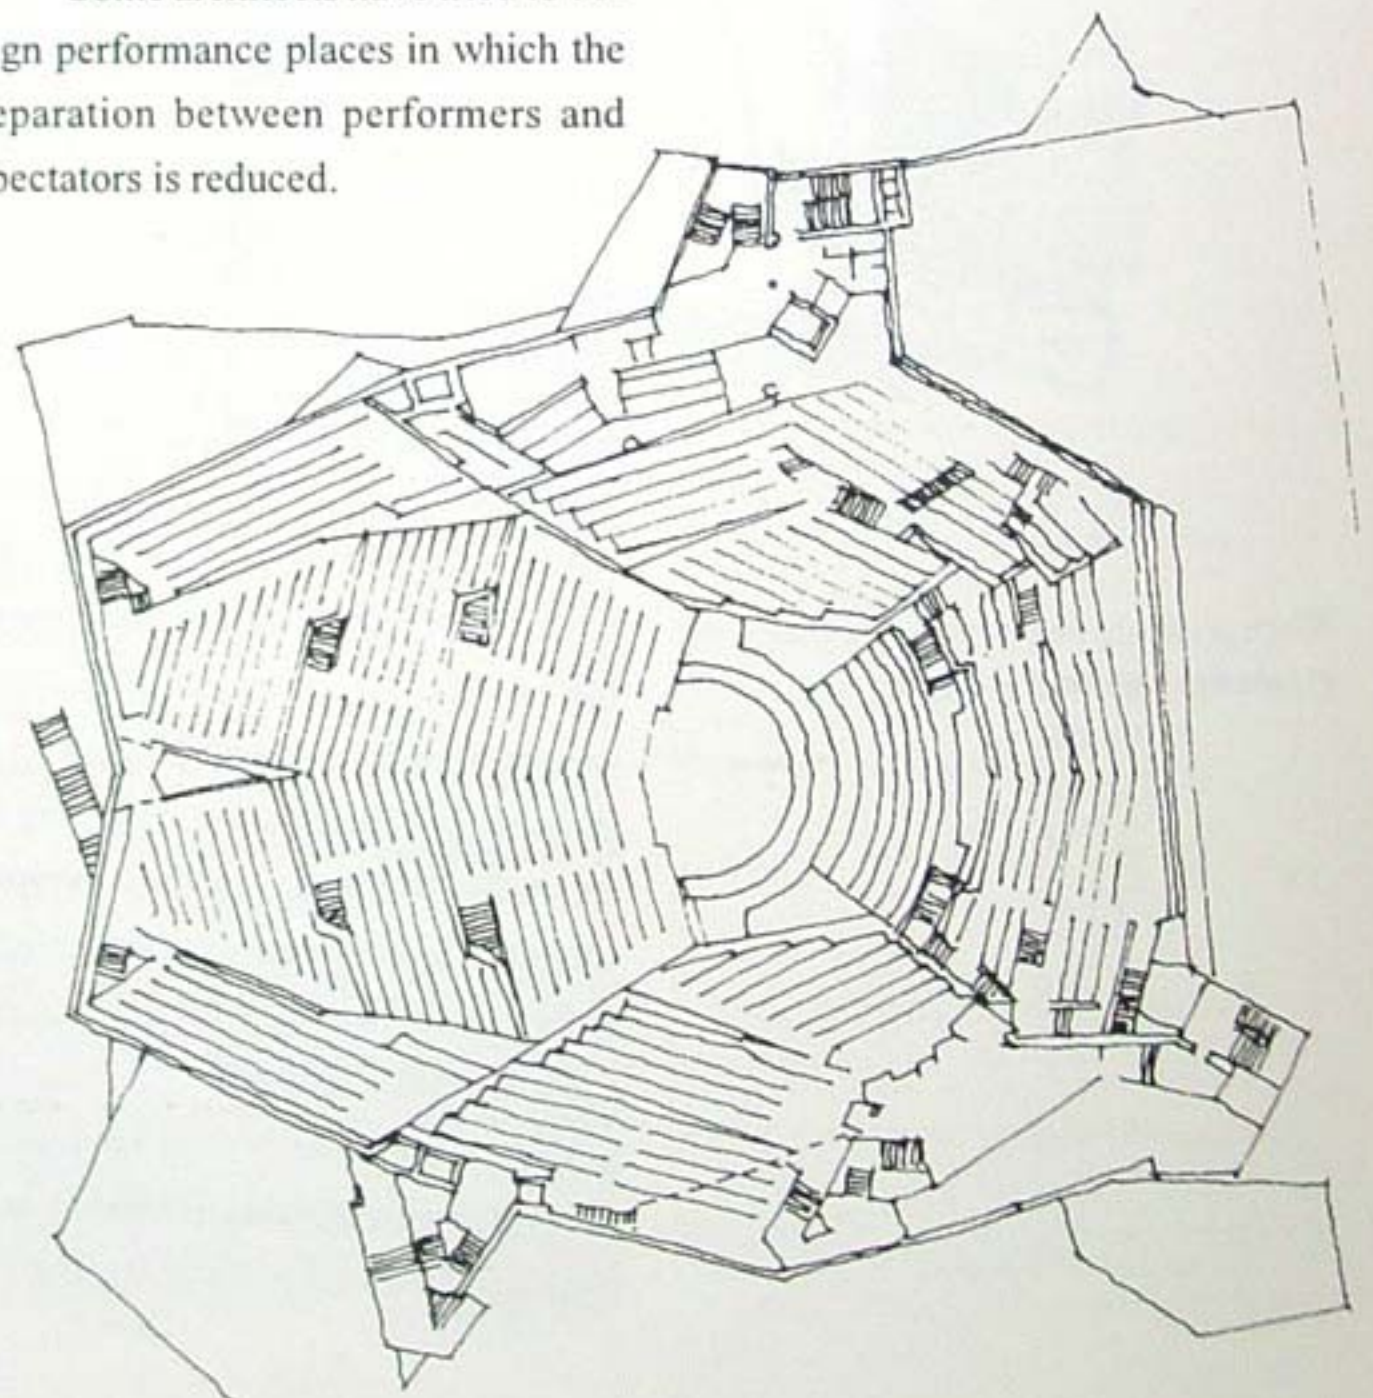 gn performance places in which the
eparation between performers and
pectators is reduced.